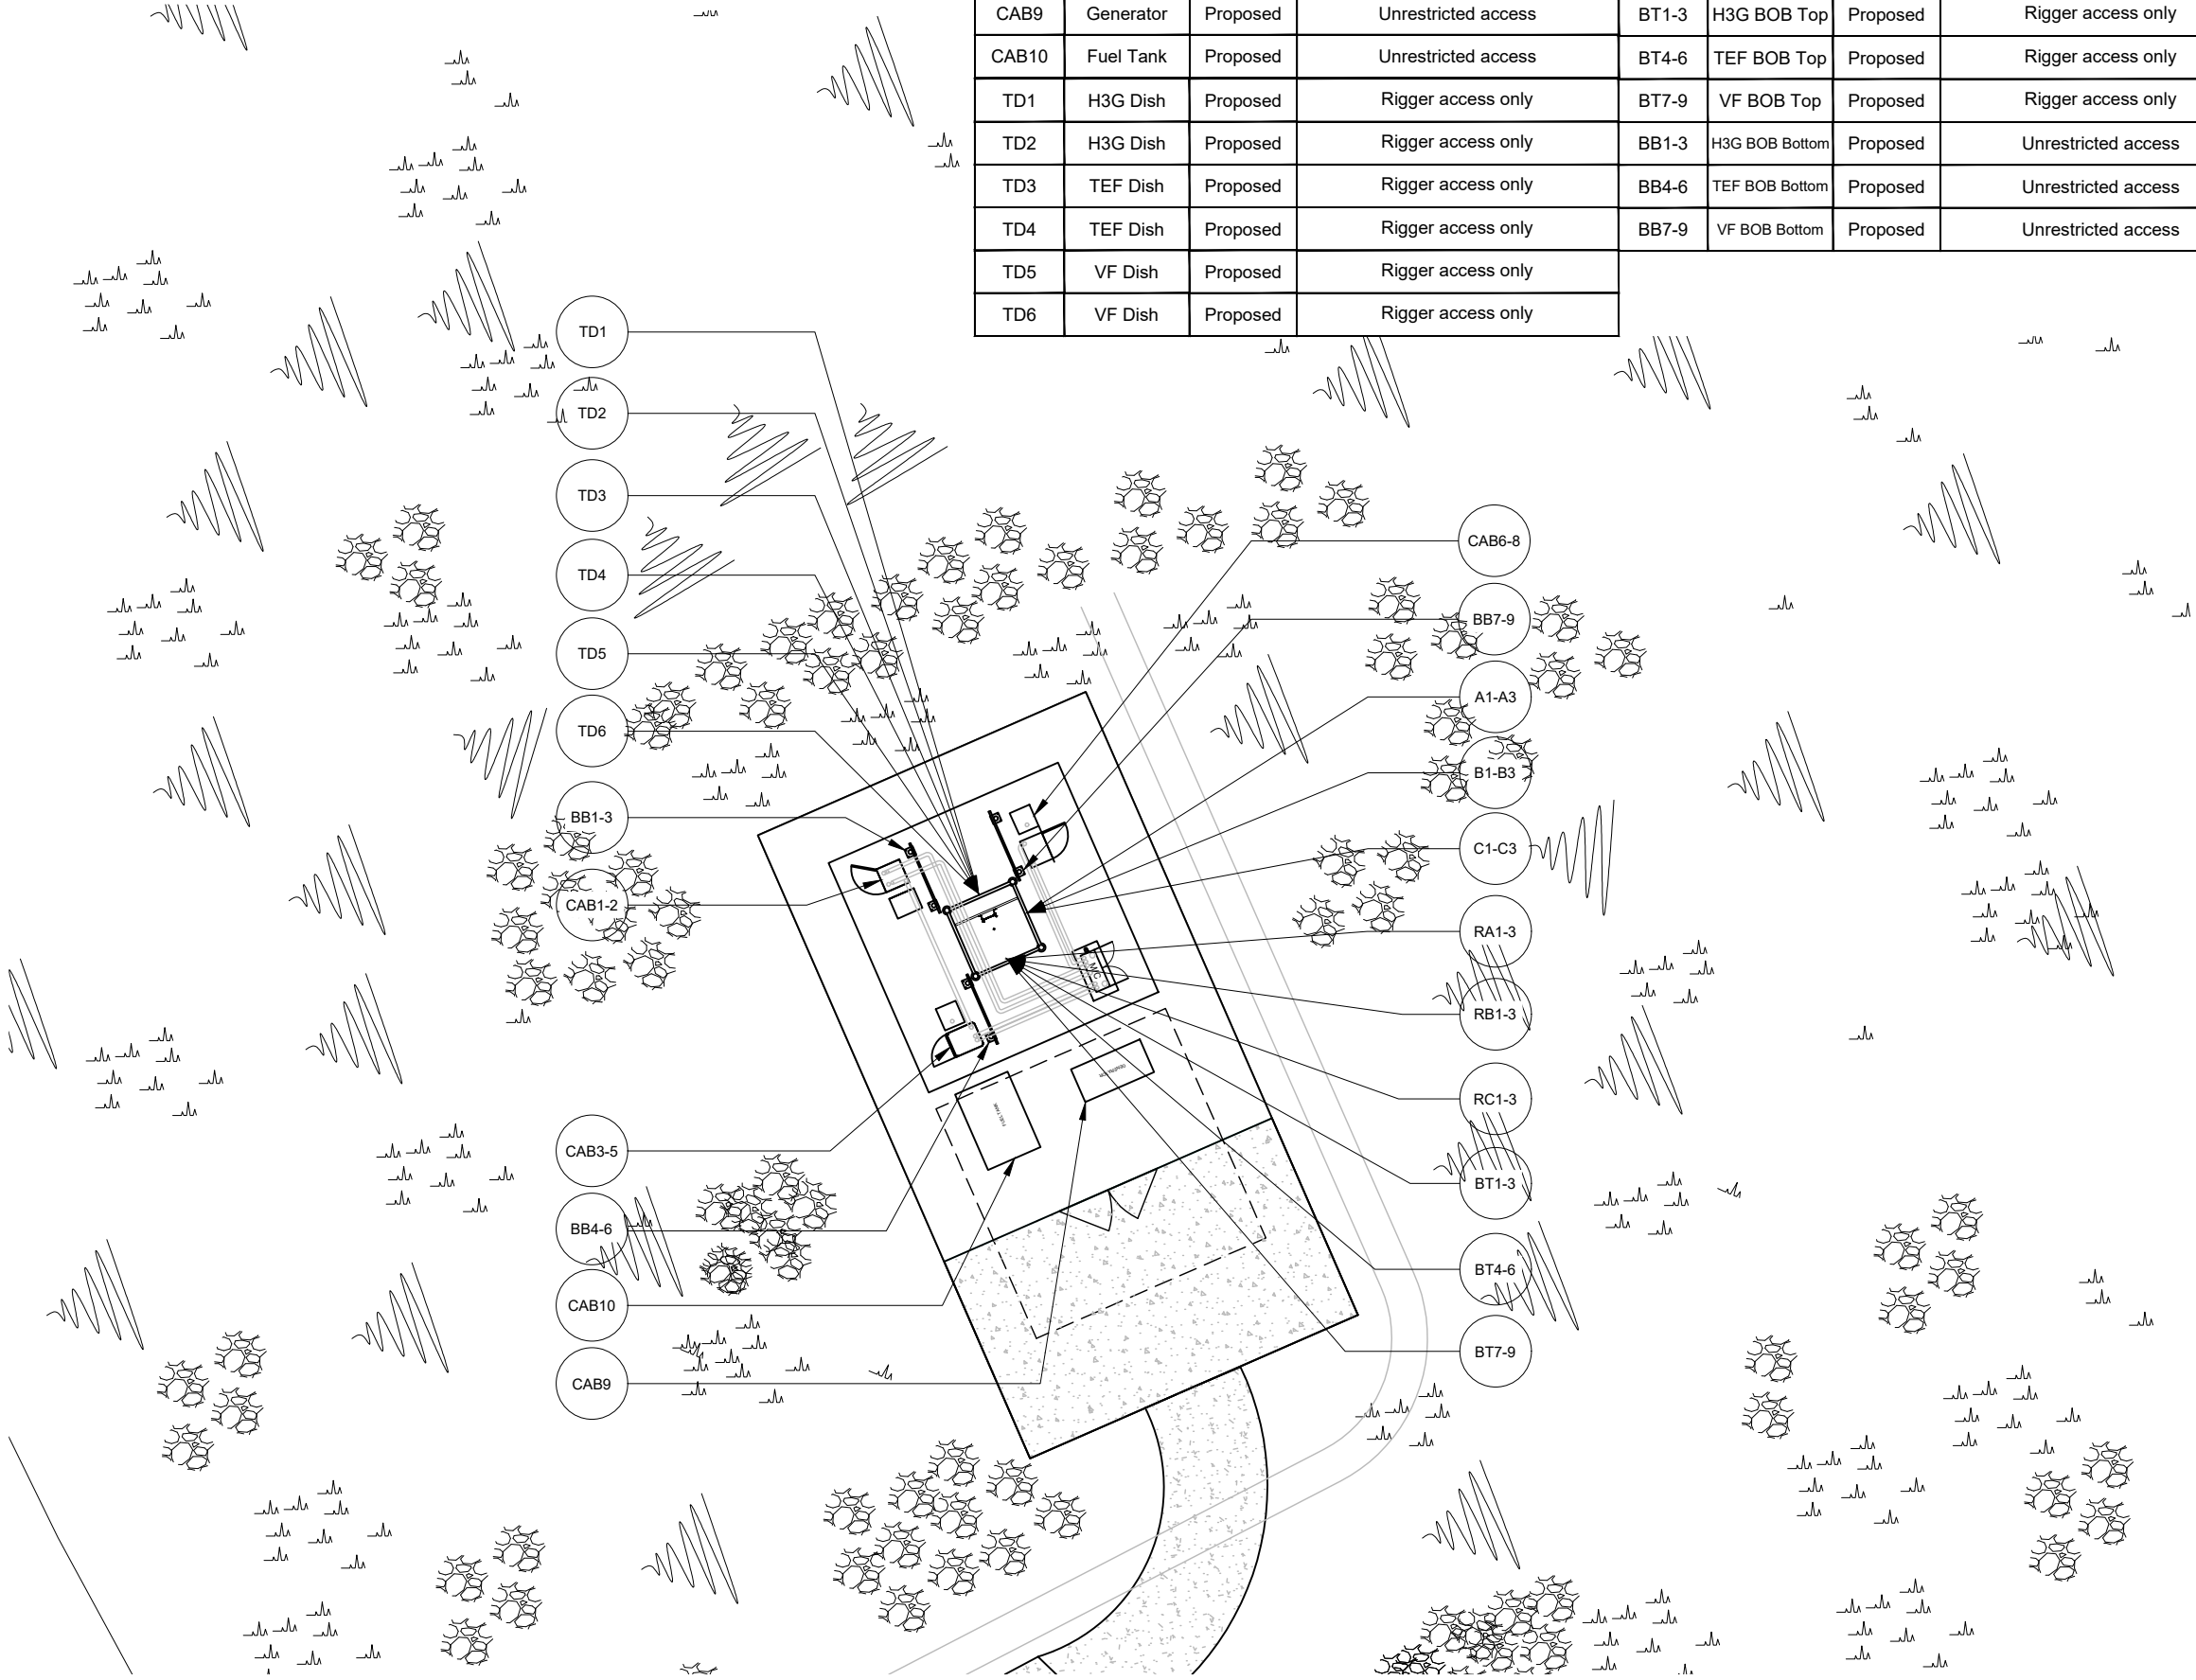 CAB9 Generator Proposed Unrestricted access BT1-3 H3G BOB Top Proposed Rigger access only
CAB10 Fuel Tank Proposed Unrestricted access BT4-6 TEF BOB Top Proposed Rigger access only
TD1 H3G Dish Proposed Rigger access only BT7-9 VF BOB Top Proposed Rigger access only
TD2 H3G Dish Proposed Rigger access only BB1-3 H3G BOB Bottom Proposed Unrestricted access
TD3 TEF Dish Proposed Rigger access only BB4-6 TEF BOB Bottom Proposed Unrestricted access
TD4 TEF Dish Proposed Rigger access only BB7-9 VF BOB Bottom Proposed Unrestricted access
TD5 VF Dish Proposed Rigger access only
TD6 VF Dish Proposed Rigger access only
TD1
TD2
TD3
TD4
TD5
TD6
BB1-3
CAB1-2
CAB3-5
BB4-6
CAB10
CAB9
CAB6-8
BB7-9
A1-A3
B1-B3
C1-C3
RA1-3
RB1-3
RC1-3
BT1-3
BT4-6
BT7-9
FUEL TANK